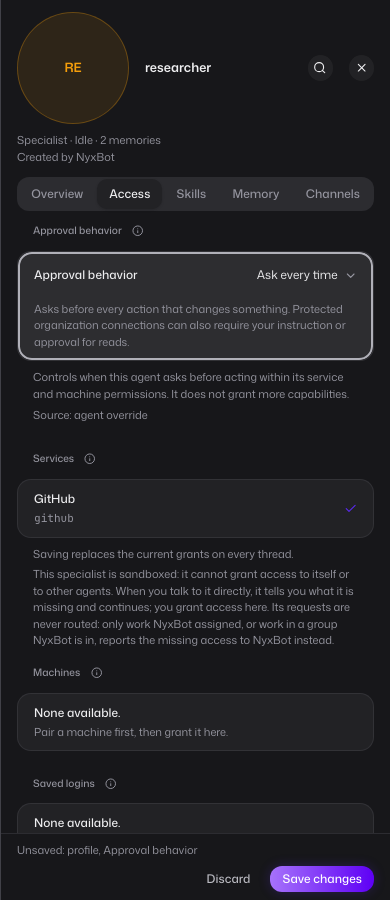 RE
researcher
Specialist · Idle · 2 memories
Created by NyxBot
Overview Access Skills Memory Channels
Approval behavior
Approval behavior Ask every time
Asks before every action that changes something. Protected
organization connections can also require your instruction or
approval for reads.
Controls when this agent asks before acting within its service
and machine permissions. It does not grant more capabilities.
Source: agent override
Services
GitHub
github
Saving replaces the current grants on every thread.
This specialist is sandboxed: it cannot grant access to itself or
to other agents. When you talk to it directly, it tells you what it is
missing and continues; you grant access here. Its requests are
never routed: only work NyxBot assigned, or work in a group
NyxBot is in, reports the missing access to NyxBot instead.
Machines
None available.
Pair a machine first, then grant it here.
Saved logins
None available.
Unsaved: profile, Approval behavior
Discard Save changes